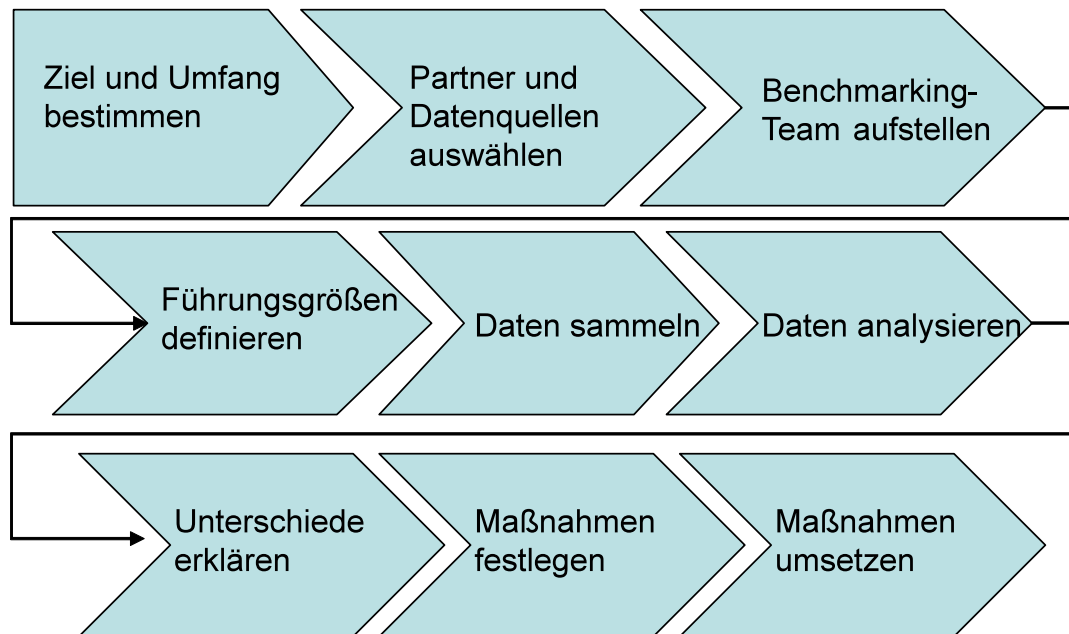 Ziel und Umfang
bestimmen
Partner und
Datenquellen
auswählen
Benchmarking-
Team aufstellen
Führungsgrößen
definieren
Daten sammeln
Daten analysieren
Unterschiede
erklären
Maßnahmen
festlegen
Maßnahmen
umsetzen